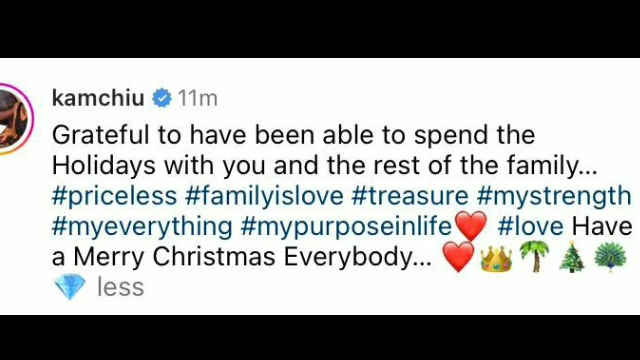 kamchiu 11m
Grateful to have been able to spend the
Holidays with you and the rest of the family...
#priceless #familyislove #treasure #mystrength
#myeverything #mypurposeinlife❤️ #love Have
a Merry Christmas Everybody... ❤️👑🌴🎄🦚
💎 less